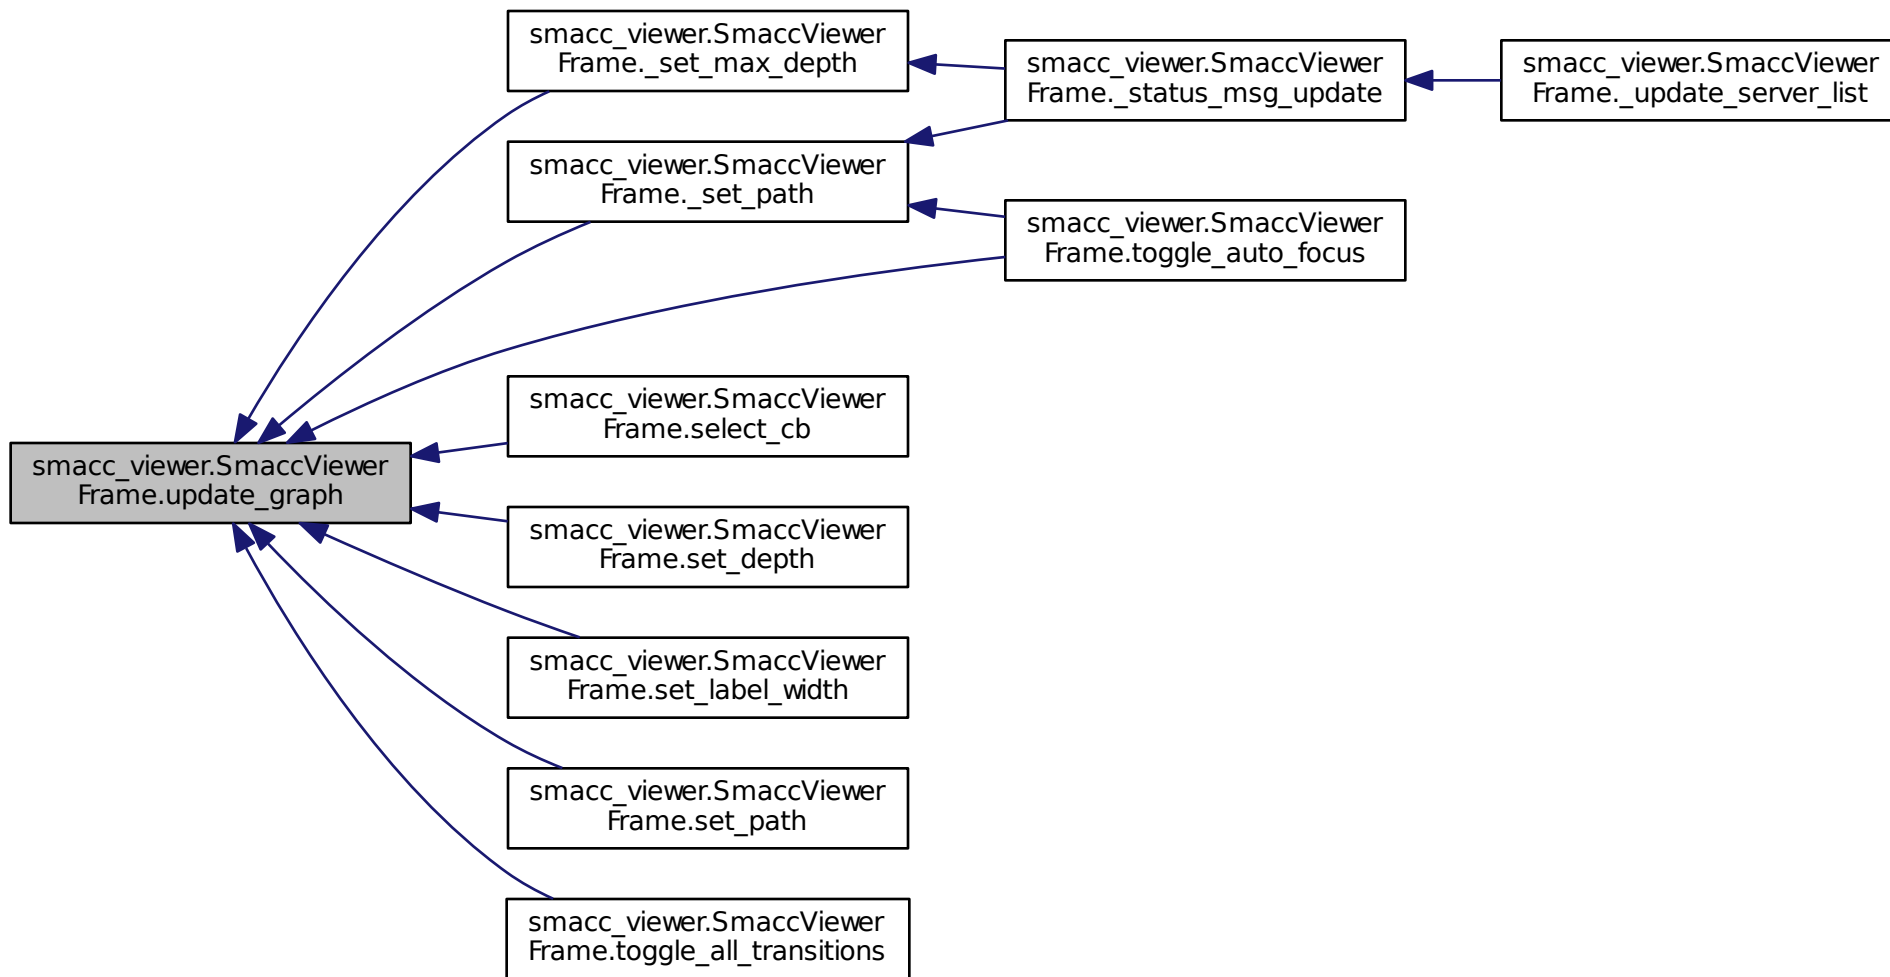 smacc_viewer.SmaccViewer
Frame._set_max_depth
smacc_viewer.SmaccViewer
Frame._status_msg_update
smacc_viewer.SmaccViewer
Frame._update_server_list
smacc_viewer.SmaccViewer
Frame._set_path
smacc_viewer.SmaccViewer
Frame.toggle_auto_focus
smacc_viewer.SmaccViewer
Frame.select_cb
smacc_viewer.SmaccViewer
Frame.update_graph
smacc_viewer.SmaccViewer
Frame.set_depth
smacc_viewer.SmaccViewer
Frame.set_label_width
smacc_viewer.SmaccViewer
Frame.set_path
smacc_viewer.SmaccViewer
Frame.toggle_all_transitions